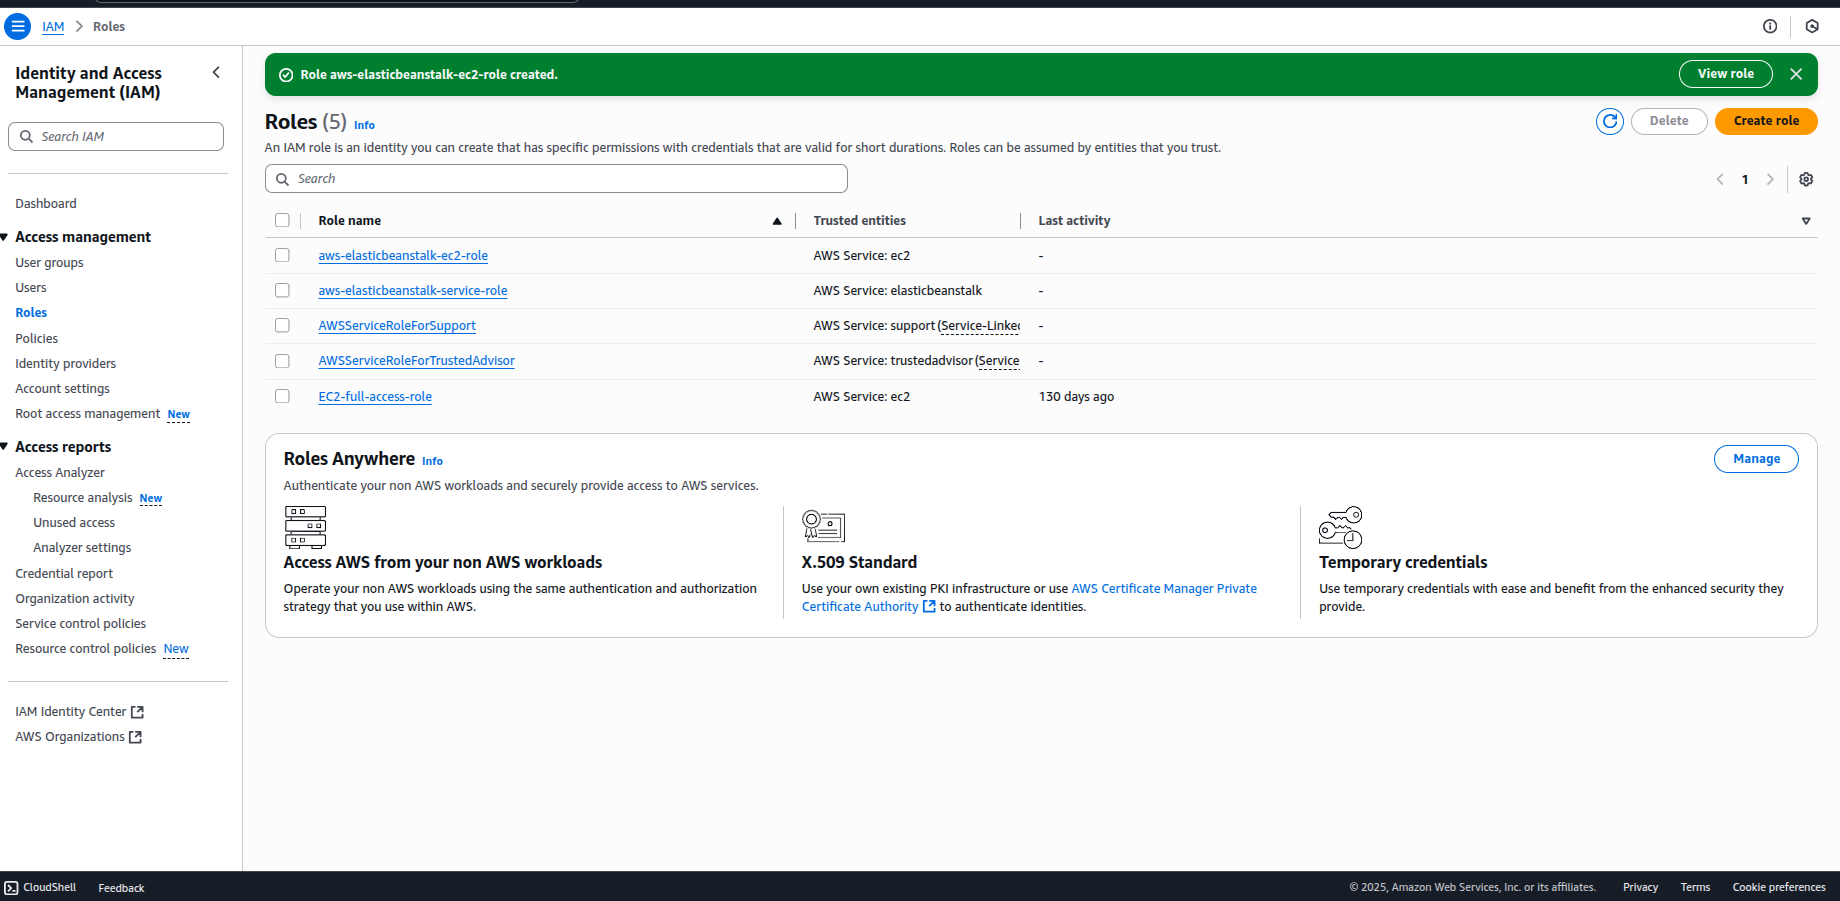 IAM > Roles
Identity and Access
Management (IAM)
Search IAM
Dashboard
Access management
User groups
Users
Roles
Policies
Identity providers
Account settings
Root access management New
Access reports
Access Analyzer
Resource analysis New
Unused access
Analyzer settings
Credential report
Organization activity
Service control policies
Resource control policies New
IAM Identity Center
AWS Organizations
Role aws-elasticbeanstalk-ec2-role created.
View role
Roles (5) Info
Delete
Create role
An IAM role is an identity you can create that has specific permissions with credentials that are valid for short durations. Roles can be assumed by entities that you trust.
Search
1
Role name Trusted entities Last activity
aws-elasticbeanstalk-ec2-role AWS Service: ec2 -
aws-elasticbeanstalk-service-role AWS Service: elasticbeanstalk -
AWSServiceRoleForSupport AWS Service: support (Service-Linked -
AWSServiceRoleForTrustedAdvisor AWS Service: trustedadvisor (Service -
EC2-full-access-role AWS Service: ec2 130 days ago
Roles Anywhere Info
Manage
Authenticate your non AWS workloads and securely provide access to AWS services.
Access AWS from your non AWS workloads
Operate your non AWS workloads using the same authentication and authorization
strategy that you use within AWS.
X.509 Standard
Use your own existing PKI infrastructure or use AWS Certificate Manager Private
Certificate Authority to authenticate identities.
Temporary credentials
Use temporary credentials with ease and benefit from the enhanced security they
provide.
CloudShell Feedback
© 2025, Amazon Web Services, Inc. or its affiliates. Privacy Terms Cookie preferences